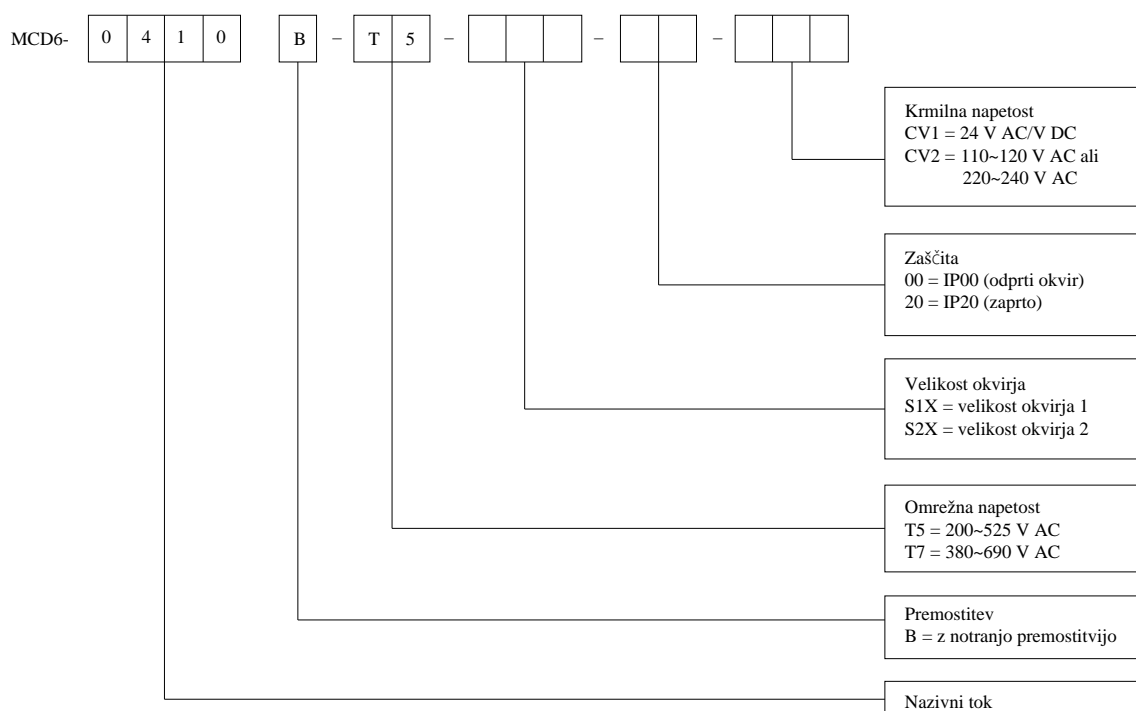 MCD6- 0 4 1 0 B – T 5 – – –
Krmilna napetost
CV1 = 24 V AC/V DC
CV2 = 110~120 V AC ali
220~240 V AC
Zaščita
00 = IP00 (odprti okvir)
20 = IP20 (zaprto)
Velikost okvirja
S1X = velikost okvirja 1
S2X = velikost okvirja 2
Omrežna napetost
T5 = 200~525 V AC
T7 = 380~690 V AC
Premostitev
B = z notranjo premostitvijo
Nazivni tok